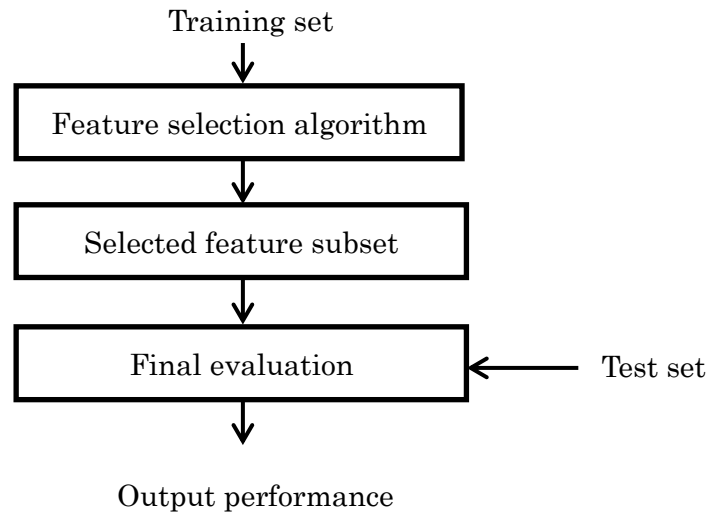 Training set
Feature selection algorithm
Selected feature subset
Final evaluation
Test set
Output performance